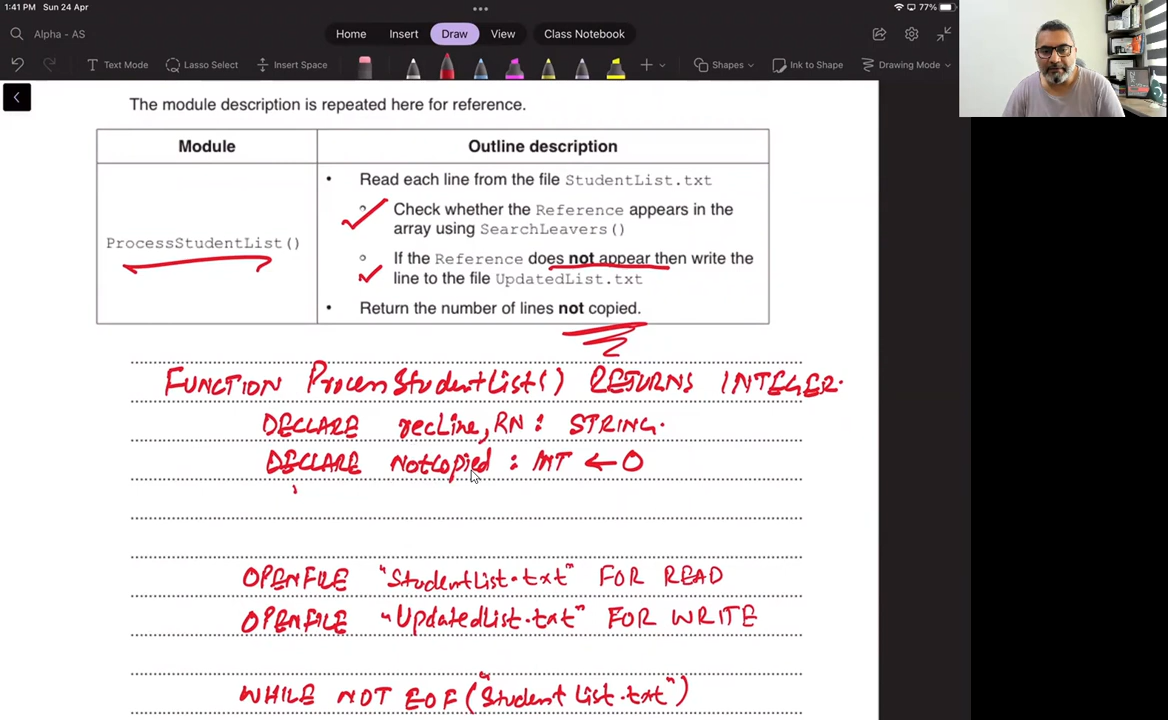 1:41 PM Sun 24 Apr
77%
Alpha - AS
Home Insert Draw View Class Notebook
Text Mode Lasso Select Insert Space Shapes Ink to Shape Drawing Mode
The module description is repeated here for reference.
Module Outline description
• Read each line from the file StudentList.txt
Check whether the Reference appears in the
array using SearchLeavers()
ProcessStudentList()
If the Reference does not appear then write the
line to the file UpdatedList.txt
• Return the number of lines not copied.
FUNCTION ProcessStudentList() RETURNS INTEGER.
DECLARE recLine, RN : STRING.
DECLARE NotCopied : INT ← 0
OPENFILE "StudentList.txt" FOR READ
OPENFILE "UpdatedList.txt" FOR WRITE
WHILE NOT EOF("StudentList.txt")